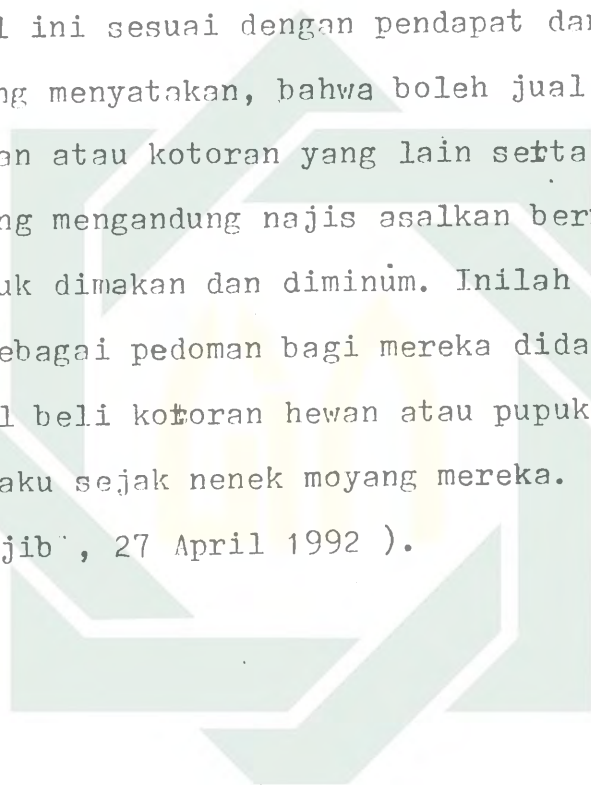 l ini sesuai dengan pendapat dar
ng menyatakan, bahwa boleh jual
an atau kotoran yang lain serta
ng mengandung najis asalkan ber
uk dimakan dan diminum. Inilah
ebagai pedoman bagi mereka dida
l beli kotoran hewan atau pupuk
aku sejak nenek moyang mereka.
jib , 27 April 1992 ).